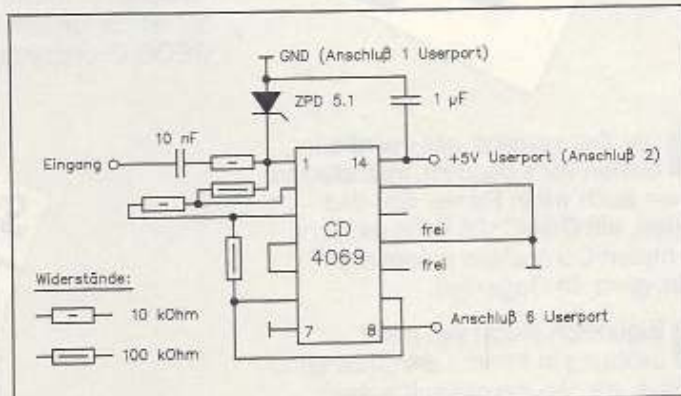 GND (Anschluß 1 Userport)
ZPD 5.1
1 µF
10 nF
Eingang
1
14
+5V Userport (Anschluß 2)
CD
4069
frei
frei
Widerstände:
10 kOhm
100 kOhm
7
8
Anschluß 6 Userport